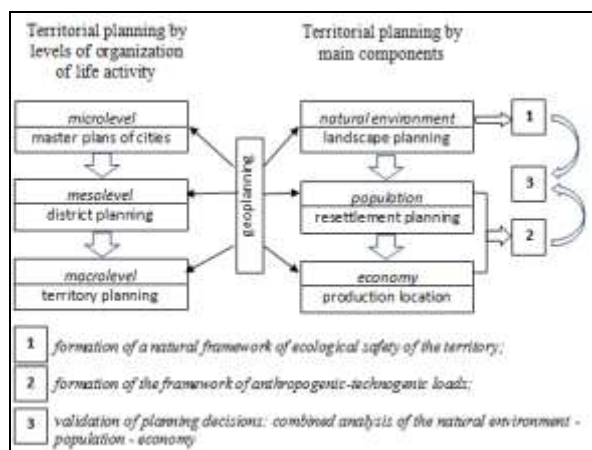 Territorial planning by
levels of organization
of life activity
Territorial planning by
main components
microlevel
master plans of cities
mesolevel
district planning
macrolevel
territory planning
geoplanning
natural environment
landscape planning
population
resettlement planning
economy
production location
1
3
2
1 formation of a natural framework of ecological safety of the territory;
2 formation of the framework of anthropogenic-technogenic loads;
3 validation of planning decisions: combined analysis of the natural environment -
population - economy